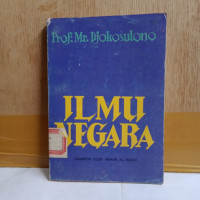 Prof. Mr. Djokosutono
ILMU
NEGARA